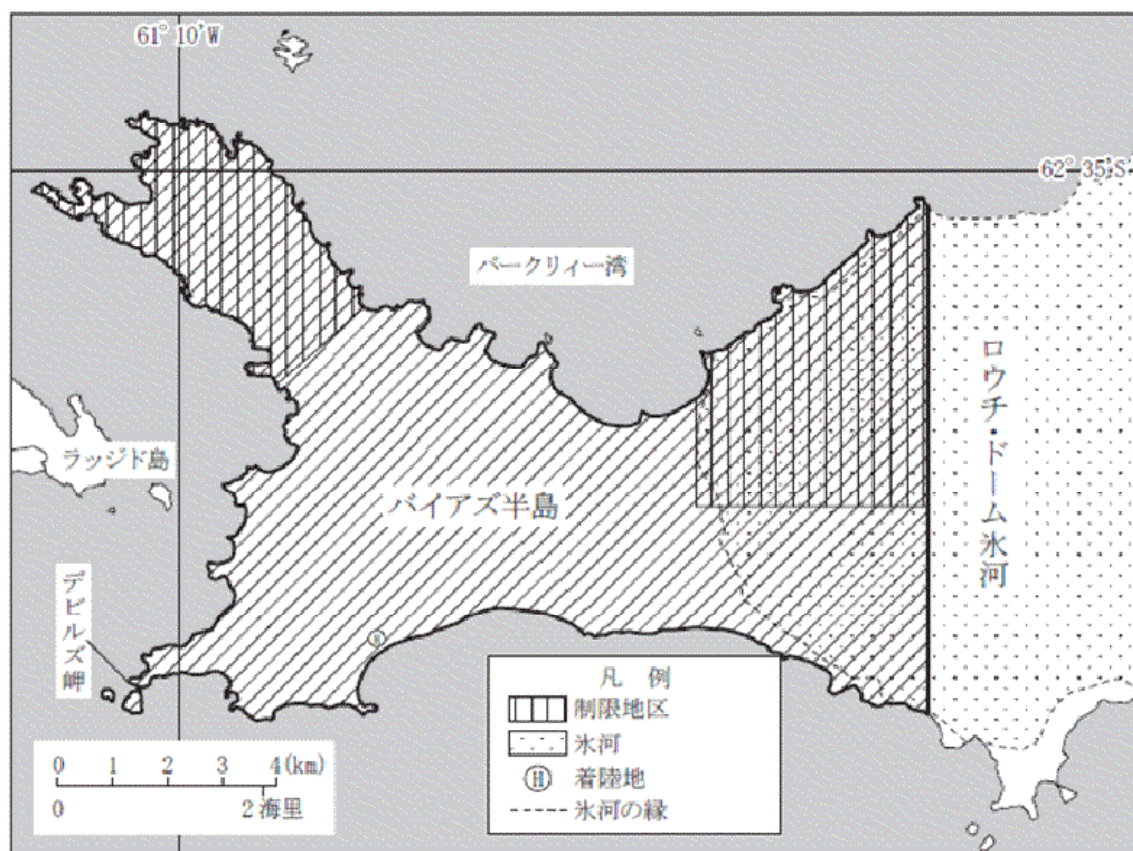 61° 10'W
62° 35'S
バークリィー湾
ロウチ・ドーム氷河
ラッジド島
バイアズ半島
デビルズ岬
H
凡 例
制限地区
氷河
H 着陸地
氷河の縁
0 1 2 3 4(km)
0 2海里